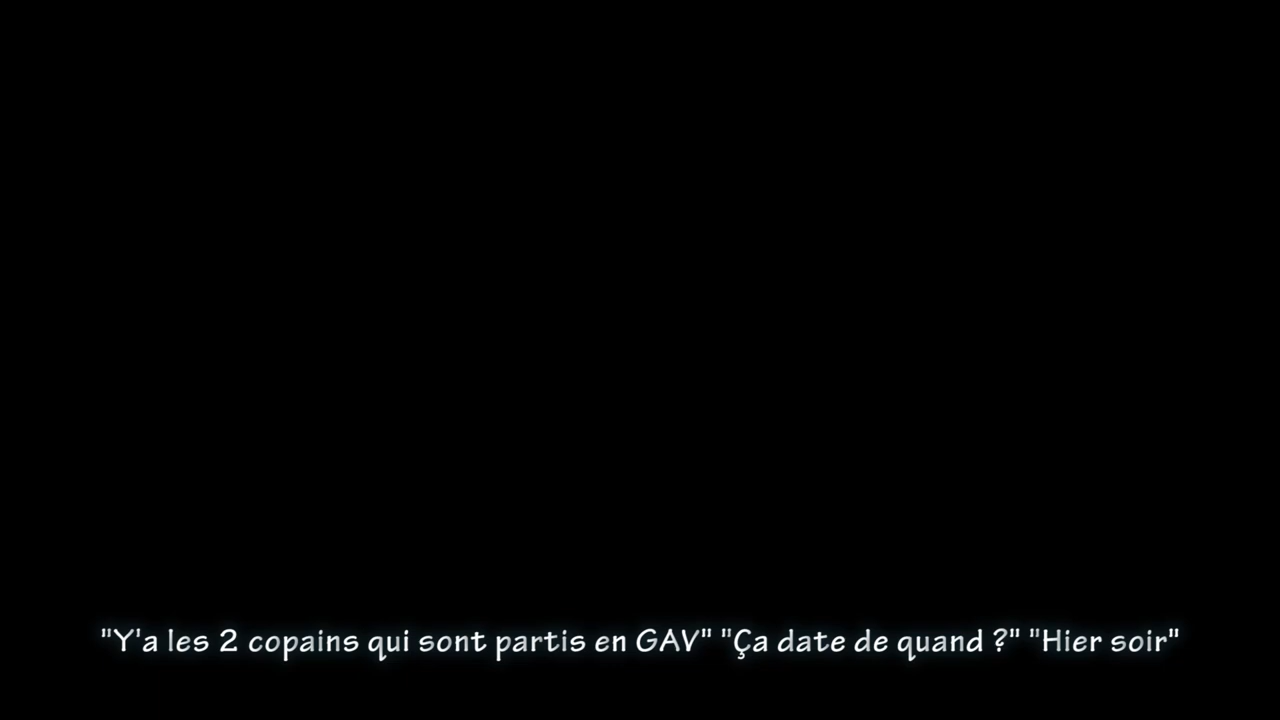 "Y'a les 2 copains qui sont partis en GAV" "Ça date de quand ?" "Hier soir"